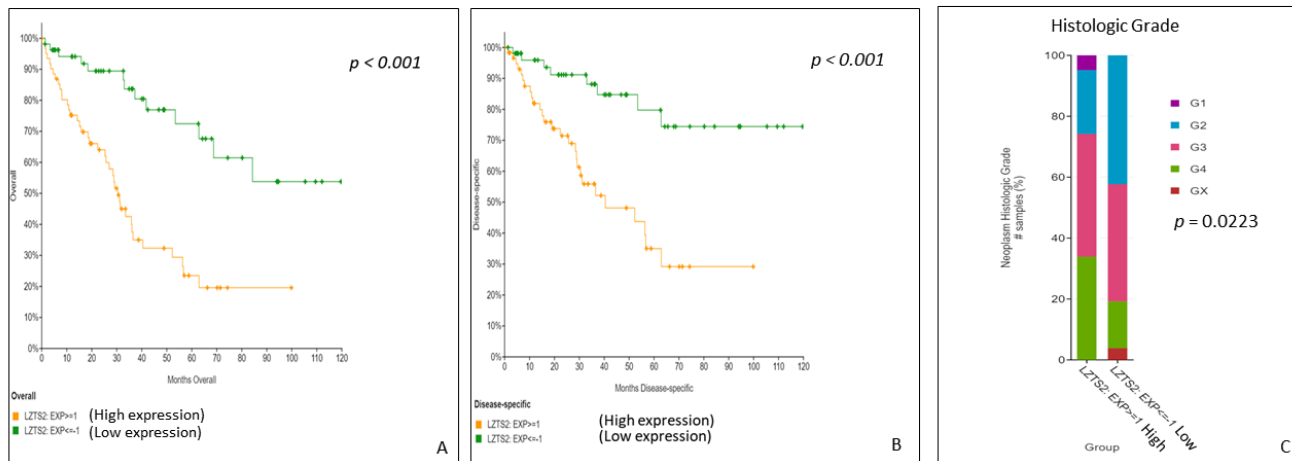 100%
90%
80%
70%
60%
50%
40%
30%
20%
10%
0%
Overall
p < 0.001
0 10 20 30 40 50 60 70 80 90 100 110 120
Months Overall
Overall
LZTS2: EXP>=1 (High expression)
LZTS2: EXP<=-1 (Low expression)
A
100%
90%
80%
70%
60%
50%
40%
30%
20%
10%
0%
Disease-specific
p < 0.001
0 10 20 30 40 50 60 70 80 90 100 110 120
Months Disease-specific
Disease-specific
LZTS2: EXP>=1 (High expression)
LZTS2: EXP<=-1 (Low expression)
B
Histologic Grade
100
80
60
40
20
0
Neoplasm Histologic Grade
# samples (%)
G1
G2
G3
G4
GX
p = 0.0223
LZTS2: EXP>=1 High
LZTS2: EXP<=-1 Low
Group
C